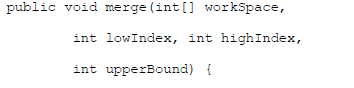 public void merge(int[] workSpace,
int lowIndex, int highIndex,
int upperBound) {